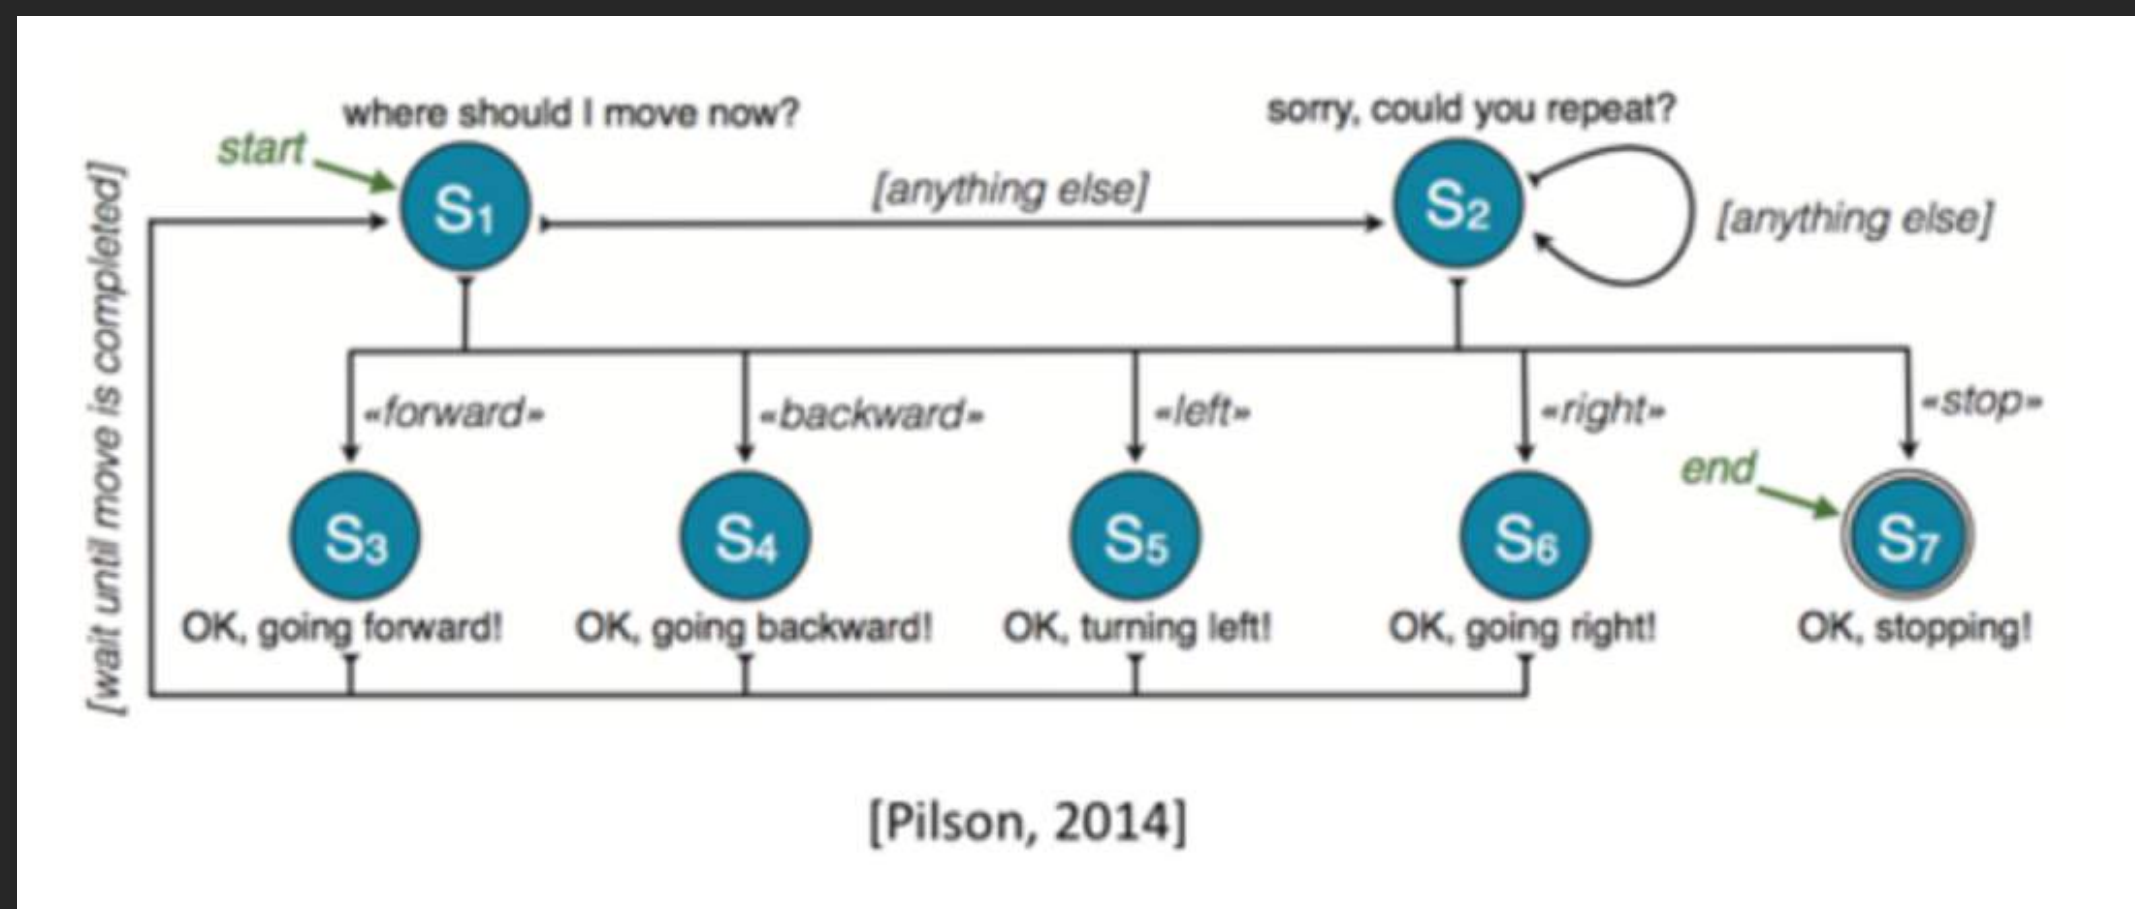 where should I move now?
sorry, could you repeat?
start
[anything else]
S1
S2
[anything else]
[wait until move is completed]
«forward»
«backward»
«left»
«right»
«stop»
end
S3
S4
S5
S6
S7
OK, going forward!
OK, going backward!
OK, turning left!
OK, going right!
OK, stopping!
[Pilson, 2014]